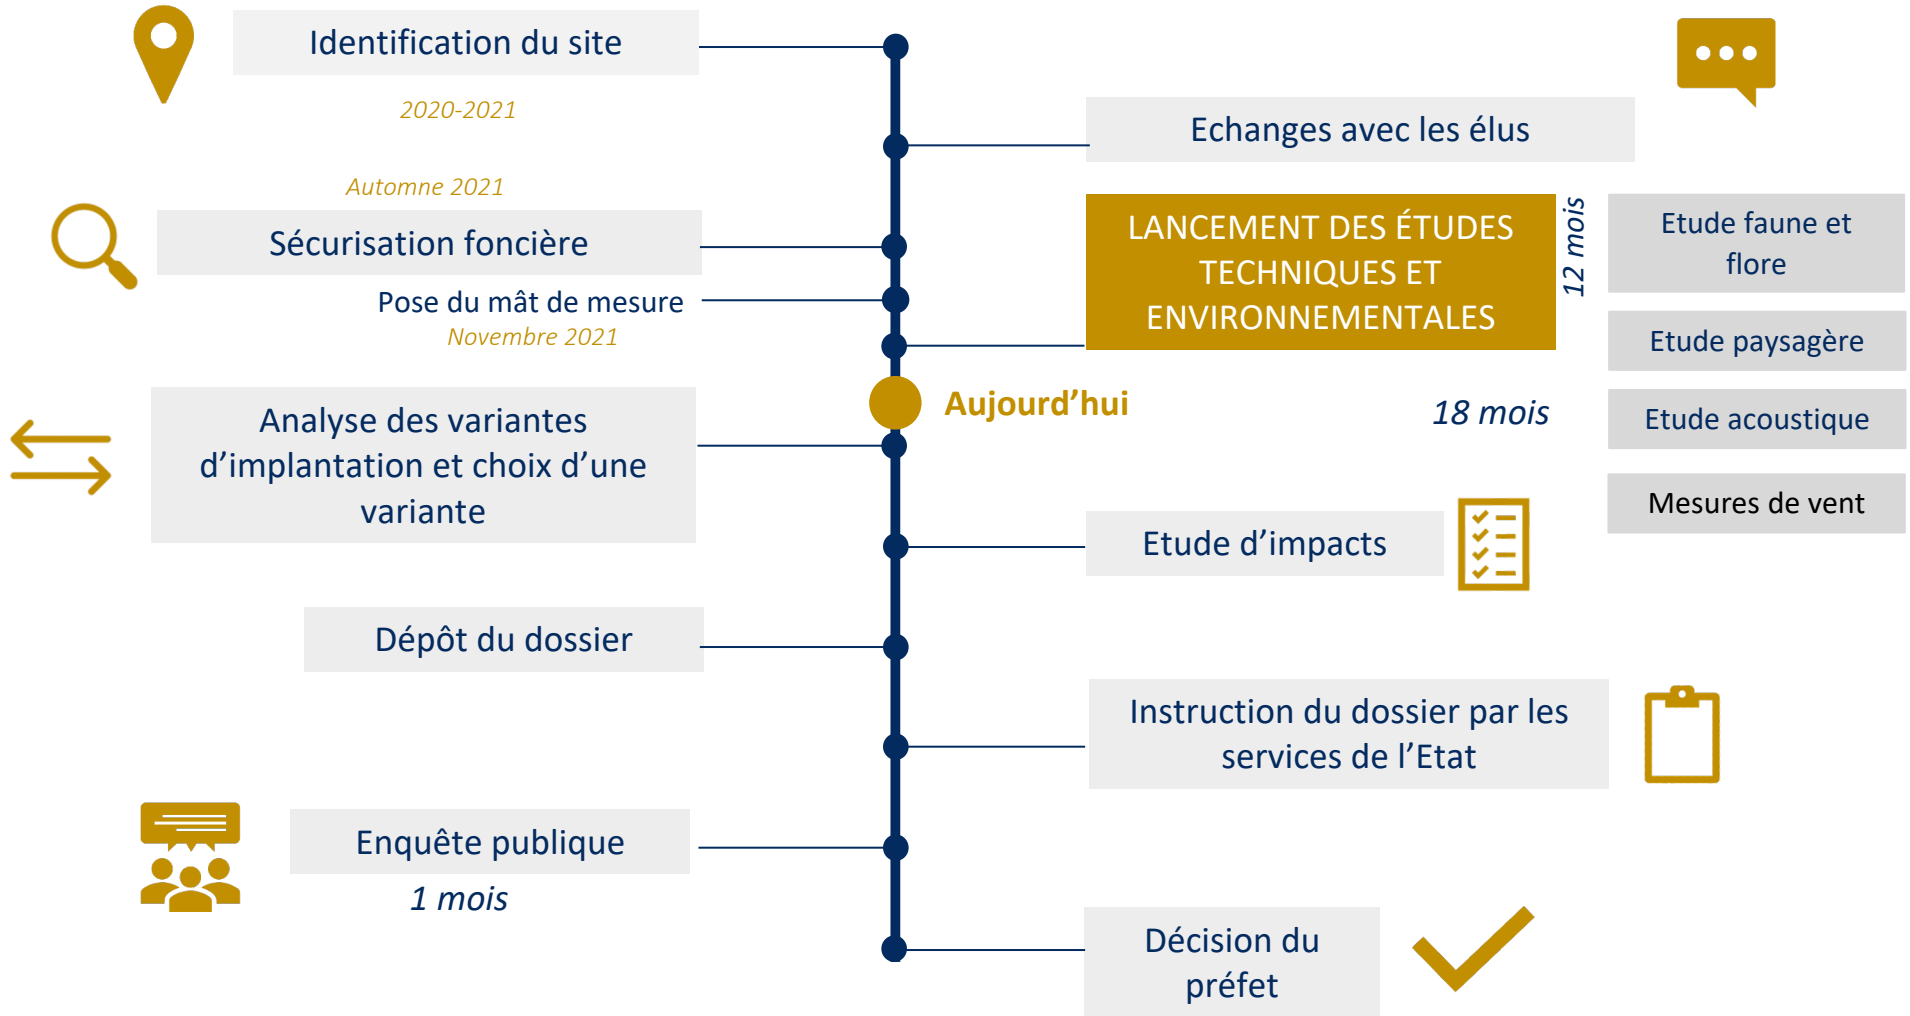 Identification du site
2020-2021
Echanges avec les élus
Automne 2021
Sécurisation foncière
Pose du mât de mesure
Novembre 2021
LANCEMENT DES ÉTUDES
TECHNIQUES ET
ENVIRONNEMENTALES
12 mois
Etude faune et
flore
Etude paysagère
Etude acoustique
Mesures de vent
Aujourd’hui
18 mois
Analyse des variantes
d’implantation et choix d’une
variante
Etude d’impacts
Dépôt du dossier
Instruction du dossier par les
services de l’Etat
Enquête publique
1 mois
Décision du
préfet